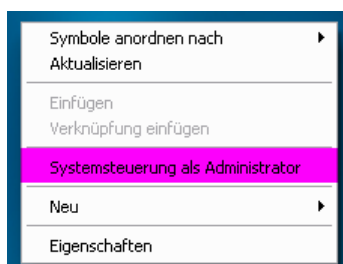 Symbole anordnen nach
Aktualisieren
Einfügen
Verknüpfung einfügen
Systemsteuerung als Administrator
Neu
Eigenschaften